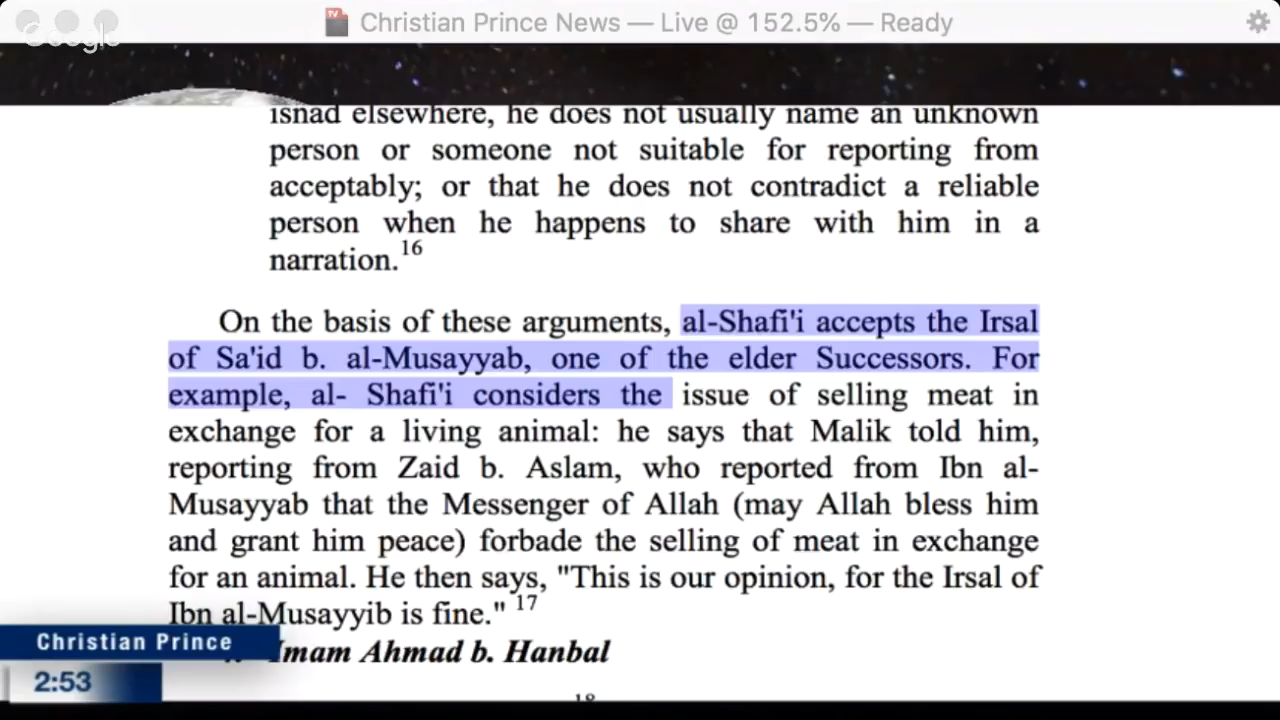 Christian Prince News — Live @ 152.5% — Ready
Google
isnad elsewhere, he does not usually name an unknown
person or someone not suitable for reporting from
acceptably; or that he does not contradict a reliable
person when he happens to share with him in a
narration.16
On the basis of these arguments, al-Shafi'i accepts the Irsal
of Sa'id b. al-Musayyab, one of the elder Successors. For
example, al- Shafi'i considers the issue of selling meat in
exchange for a living animal: he says that Malik told him,
reporting from Zaid b. Aslam, who reported from Ibn al-
Musayyab that the Messenger of Allah (may Allah bless him
and grant him peace) forbade the selling of meat in exchange
for an animal. He then says, "This is our opinion, for the Irsal of
Ibn al-Musayyib is fine." 17
Imam Ahmad b. Hanbal
18
Christian Prince
2:53